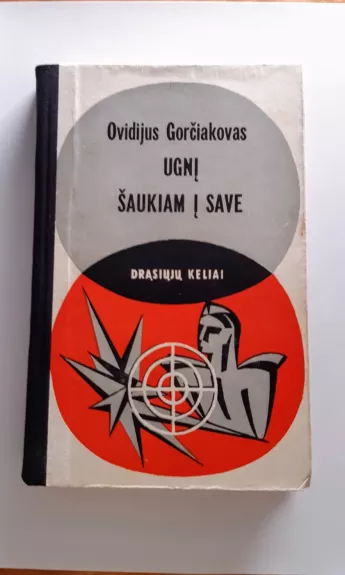 Ovidijus Gorčiakovas
UGNĮ
ŠAUKIAM Į SAVE
DRĄSIŲJŲ KELIAI